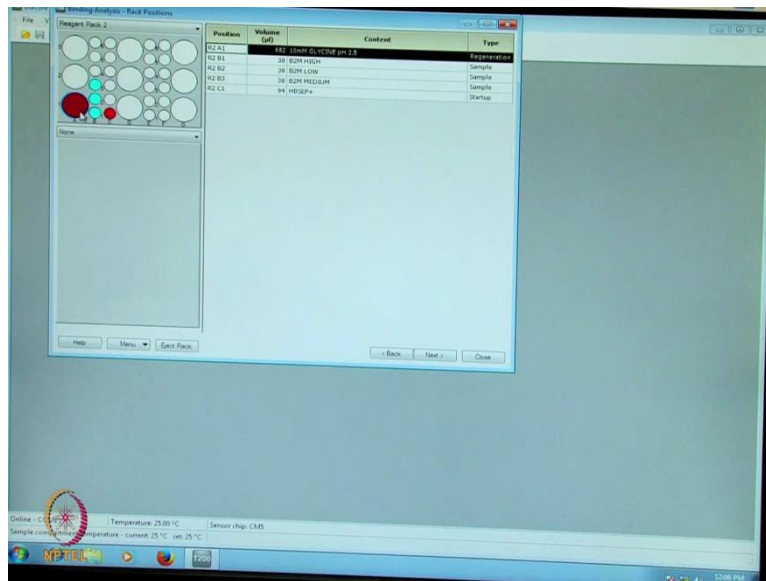 Binding Analysis - Rack Positions
File
Reagent Rack 2
Position Volume (µl) Content Type
R2 A1 682 10mM GLYCINE pH 2.5 Regeneration
R2 B1 38 B2M HIGH Sample
R2 B2 38 B2M LOW Sample
R2 B3 38 B2M MEDIUM Sample
R2 C1 94 HBSEP+ Startup
None
Help Menu Eject Rack < Back Next > Close
Temperature: 25.00 °C Sensor chip: CM5
current: 25 °C set: 25 °C
NPTEL T200 12:06 PM